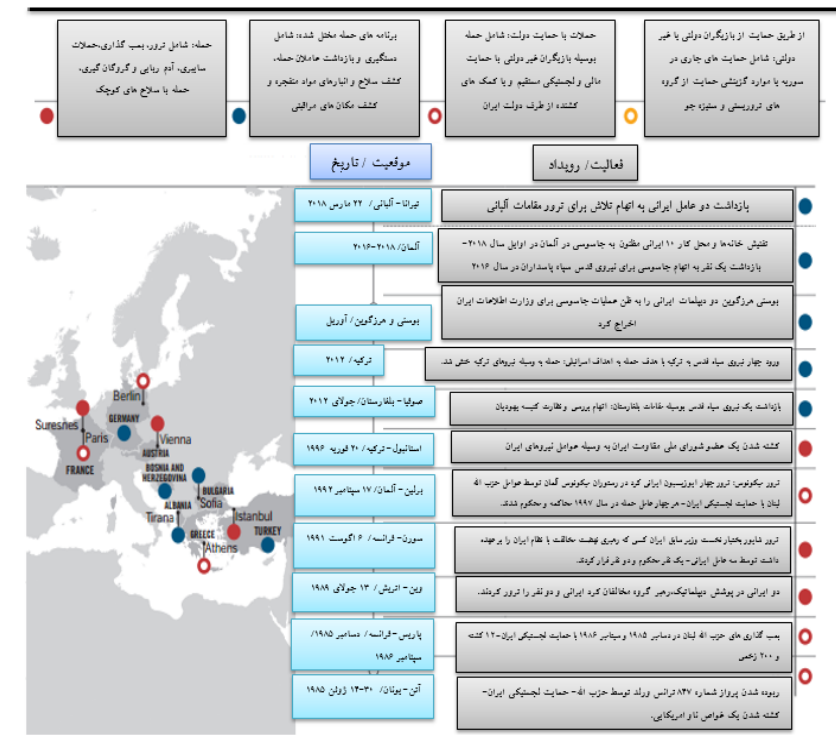 از طریق حمایت از بازیگران دولتی یا غیر
دولتی: شامل حمایت های جاری در
سوریه یا موارد گزینشی حمایت از گروه
های تروریستی و ستیزه جو
حملات با حمایت دولت: شامل حمله
بوسیله بازیگران غیر دولتی با حمایت
مالی و لجستیکی مستقیم و یا کمک های
کشنده از طرف دولت ایران
برنامه های حمله مختل شده: شامل
دستگیری و بازداشت عاملان حمله،
کشف سلاح و انبارهای مواد منفجره و
کشف مکان های مراقبتی
حمله: شامل ترور، بمب گذاری،حملات
سایبری، آدم ربایی و گروگان گیری،
حمله با سلاح های کوچک
فعالیت/ رویداد
موقعیت / تاریخ
بازداشت دو عامل ایرانی به اتهام تلاش برای ترور مقامات آلبانی
تیرانا- آلبانی/ ۲۲ مارس ۲۰۱۸
تفتیش خانه‌ها و محل کار ۱۰ ایرانی مظنون به جاسوسی در آلمان در اوایل سال ۲۰۱۸-
بازداشت یک نفر به اتهام جاسوسی برای نیروی قدس سپاه پاسداران در سال ۲۰۱۶
آلمان/ ۲۰۱۸-۲۰۱۶
بوسنی هرزگوین دو دیپلمات ایرانی را به ظن عملیات جاسوسی برای وزارت اطلاعات ایران
اخراج کرد
بوسنی و هرزگوین/ آوریل
ورود چهار نیروی سپاه قدس به ترکیه با هدف حمله به اهداف اسرائیلی: حمله به وسیله نیروهای ترکیه خنثی شد.
ترکیه/ ۲۰۱۲
بازداشت یک نیروی سپاه قدس بوسیله مقامات بلغارستان: اتهام بررسی و نظارت کنیسه یهودیان
صوفیا- بلغارستان/ جولای ۲۰۱۲
کشته شدن یک عضو شورای ملی مقاومت ایران به وسیله عوامل نیروهای ایران
استانبول- ترکیه/ ۲۰ فوریه ۱۹۹۶
ترور میکونوس: ترور چهار اپوزیسیون ایرانی کرد در رستوران میکونوس آلمان توسط عوامل حزب الله
لبنان با حمایت لجستیکی ایران- هر چهار عامل حمله در سال ۱۹۹۷ محاکمه و محکوم شدند.
برلین- آلمان/ ۱۷ سپتامبر ۱۹۹۲
ترور شاپور بختیار نخست وزیر سابق ایران کسی که رهبری نهضت مخالفت با نظام ایران را برعهده
داشت توسط سه عامل ایرانی- یک نفر محکوم و دو نفر فرار کردند.
سورن- فرانسه/ ۶ اگوست ۱۹۹۱
دو ایرانی در پوشش دیپلماتیک،رهبر گروه مخالفان کرد ایرانی و دو نفر را ترور کردند.
وین- اتریش/ ۱۳ جولای ۱۹۸۹
بمب گذاری های حزب الله لبنان در دسامبر ۱۹۸۵ و سپتامبر ۱۹۸۶ با حمایت لجستیکی ایران- ۱۲ کشته
و ۲۰۰ زخمی
پاریس- فرانسه/ دسامبر ۱۹۸۵/
سپتامبر ۱۹۸۶
ربوده شدن پرواز شماره ۸۴۷ ترانس ورلد توسط حزب الله- حمایت لجستیکی ایران-
کشته شدن یک غواص ناو امریکایی.
آتن- یونان/ ۳۰-۱۴ ژوئن ۱۹۸۵
Berlin
GERMANY
Suresnes
Paris
Vienna
AUSTRIA
FRANCE
BOSNIA AND
HERZEGOVINA
BULGARIA
ALBANIA
Sofia
Tirana
Istanbul
GREECE
TURKEY
Athens